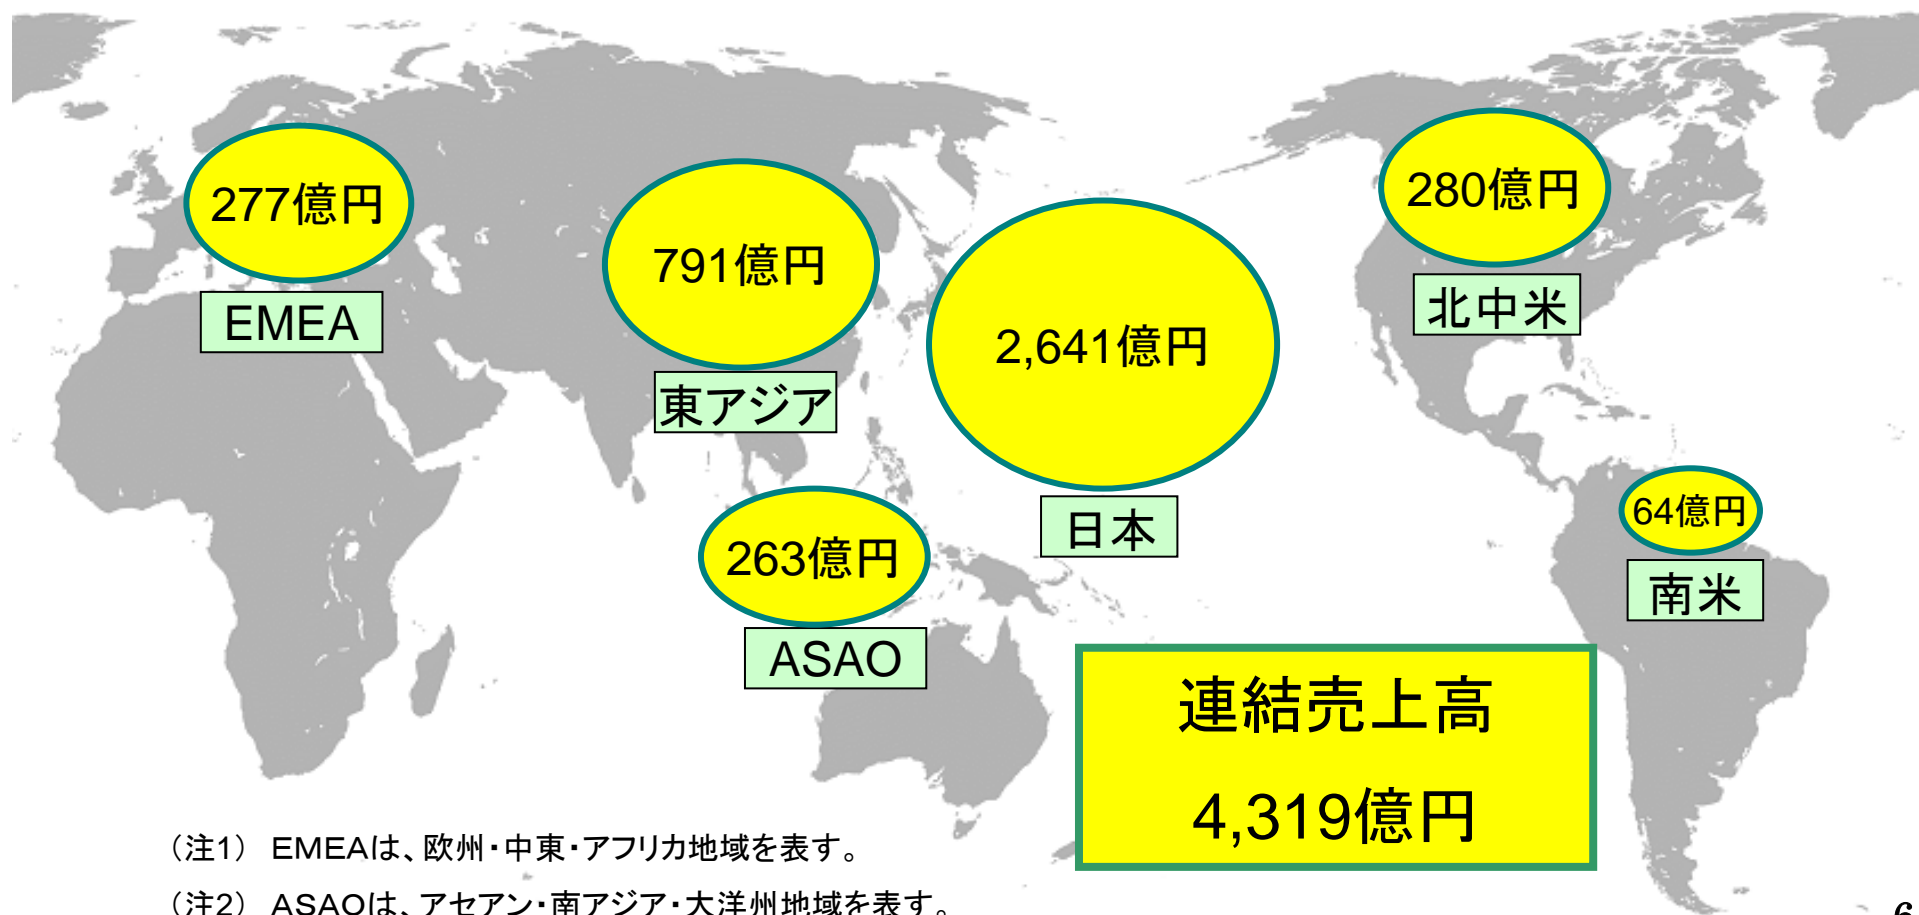 277億円
EMEA
791億円
東アジア
2,641億円
日本
280億円
北中米
263億円
ASAO
64億円
南米
連結売上高
4,319億円
（注1） EMEAは、欧州・中東・アフリカ地域を表す。
（注2） ASAOは、アセアン・南アジア・大洋州地域を表す。
6